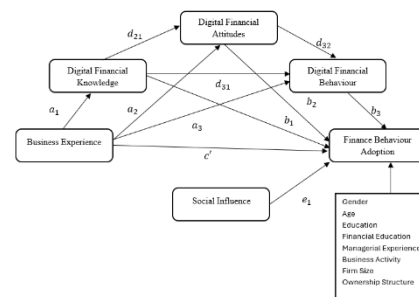 Digital Financial
Attitudes
d21
d32
Digital Financial
Knowledge
Digital Financial
Behaviour
d31
a1
a2
a3
b1
b2
b3
Business Experience
c'
Finance Behaviour
Adoption
Social Influence
e1
Gender
Age
Education
Financial Education
Managerial Experience
Business Activity
Firm Size
Ownership Structure